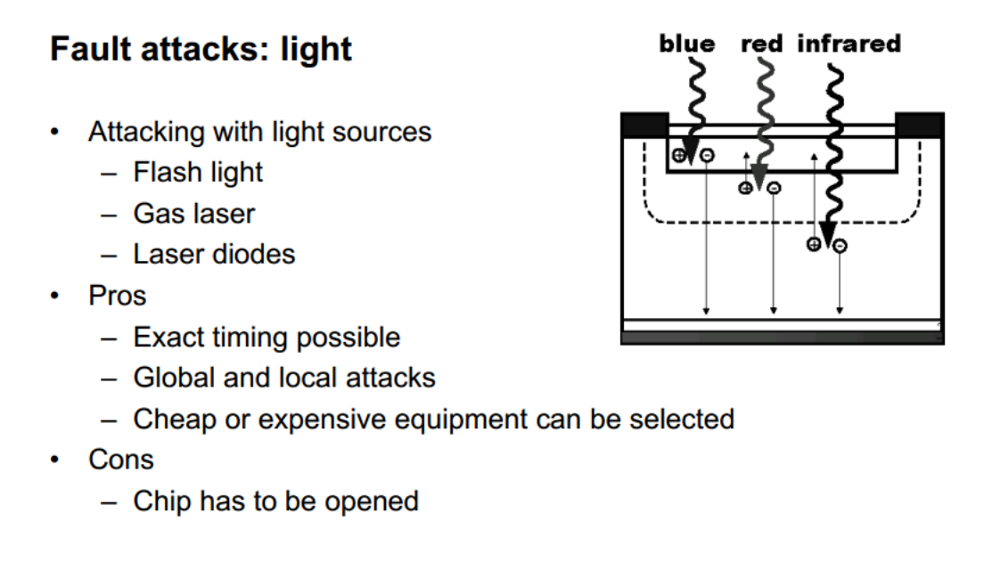 Fault attacks: light
blue red infrared
• Attacking with light sources
– Flash light
– Gas laser
– Laser diodes
• Pros
– Exact timing possible
– Global and local attacks
– Cheap or expensive equipment can be selected
• Cons
– Chip has to be opened